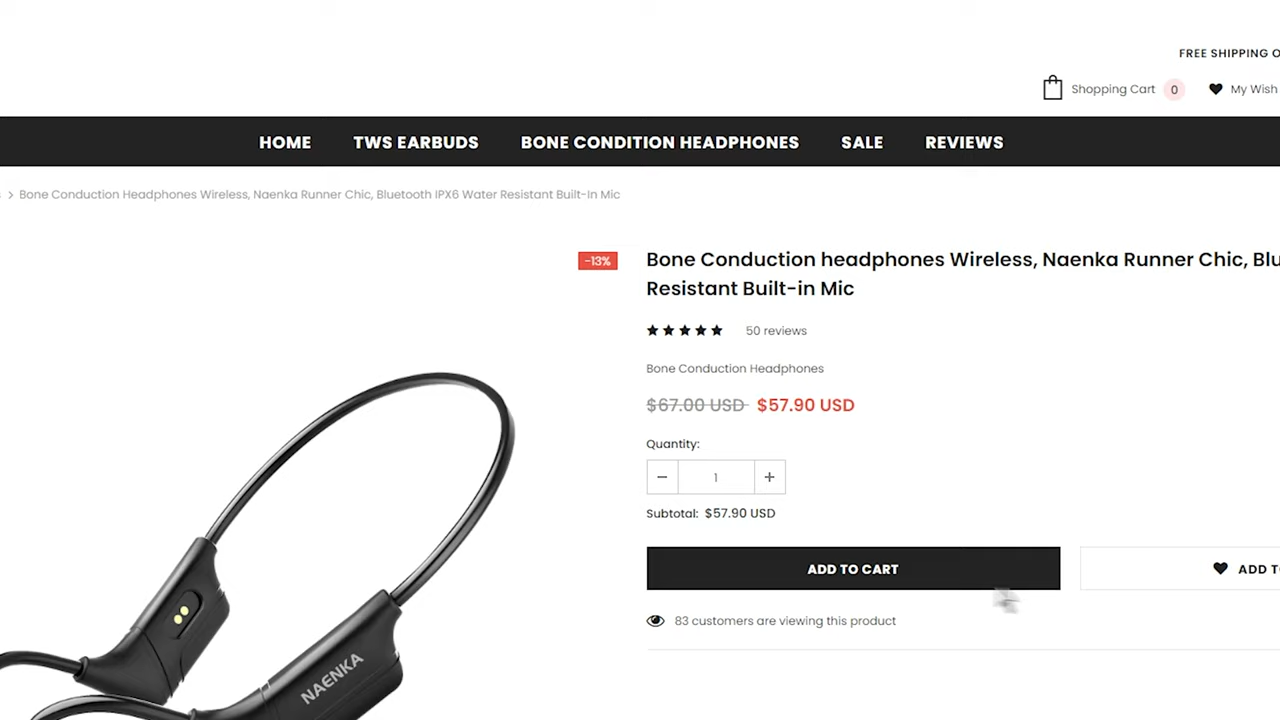 FREE SHIPPING O
Shopping Cart 0 My Wish
HOME TWS EARBUDS BONE CONDITION HEADPHONES SALE REVIEWS
> Bone Conduction Headphones Wireless, Naenka Runner Chic, Bluetooth IPX6 Water Resistant Built-In Mic
-13%
Bone Conduction headphones Wireless, Naenka Runner Chic, Blu
Resistant Built-in Mic
50 reviews
Bone Conduction Headphones
$67.00 USD $57.90 USD
Quantity:
− 1 +
Subtotal: $57.90 USD
ADD TO CART
ADD T
83 customers are viewing this product
NAENKA